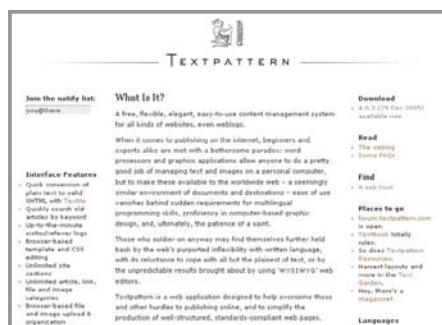 TEXTPATTERN
Join the notify list:
you@there
Interface Features
Quick conversion of
plain text to valid
XHTML with Textile
Quickly search old
articles by keyword
Up-to-the-minute
visitor/referrer logs
Browser-based
template and CSS
editing
Unlimited site
sections
Unlimited article, link,
file and image
categories
Browser-based file
and image upload &
organization
What Is It?
A free, flexible, elegant, easy-to-use content management system
for all kinds of websites, even weblogs.
When it comes to publishing on the internet, beginners and
experts alike are met with a bothersome paradox: word
processors and graphics applications allow anyone to do a pretty
good job of managing text and images on a personal computer,
but to make these available to the worldwide web – a seemingly
similar environment of documents and destinations – ease of use
vanishes behind sudden requirements for multilingual
programming skills, proficiency in computer-based graphic
design, and, ultimately, the patience of a saint.
Those who soldier on anyway may find themselves further held
back by the web's purported inflexibility with written language,
with its reluctance to cope with all but the plainest of text, or by
the unpredictable results brought about by using 'WYSIWYG' web
editors.
Textpattern is a web application designed to help overcome these
and other hurdles to publishing online, and to simplify the
production of well-structured, standards-compliant web pages.
Download
4.0.3 (29 Dec 2005)
available now
Read
The weblog
Some FAQs
Find
A web host
Places to go
forum.textpattern.com
is open.
Textbook totally
rules.
So does Textpattern
Resources.
Harvest layouts and
more in the Text
Garden.
Hey, there's a
Magazine!
Languages